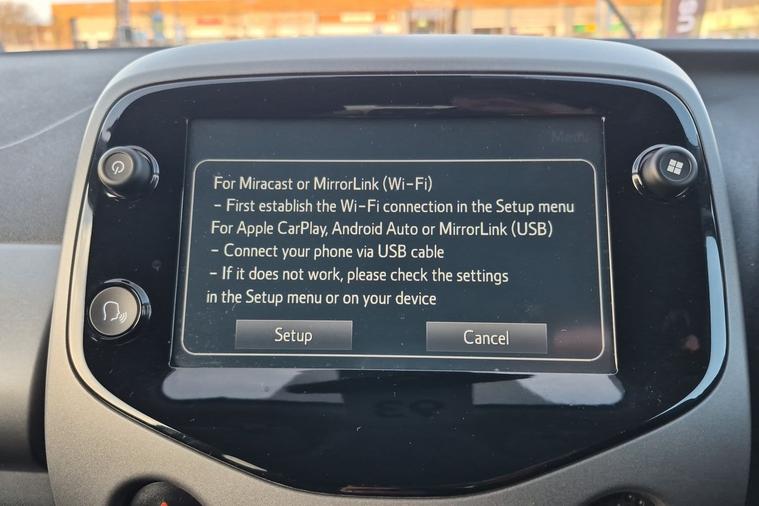 Menu
For Miracast or MirrorLink (Wi-Fi)
- First establish the Wi-Fi connection in the Setup menu
For Apple CarPlay, Android Auto or MirrorLink (USB)
- Connect your phone via USB cable
- If it does not work, please check the settings
in the Setup menu or on your device
Setup
Cancel